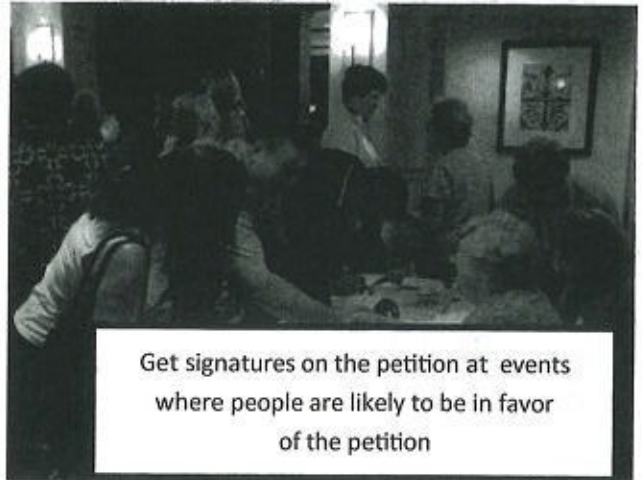 Get signatures on the petition at events
where people are likely to be in favor
of the petition